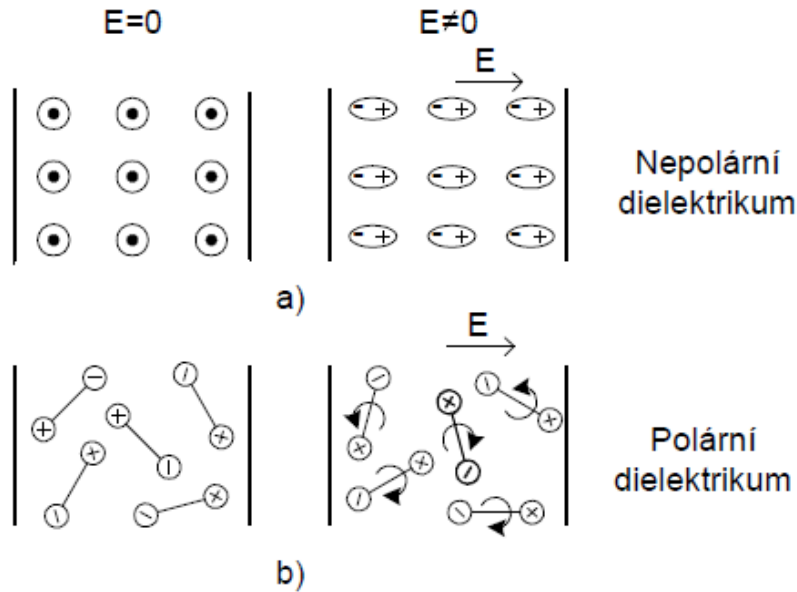 E=0
E≠0
E
- + - + - +
- + - + - +
- + - + - +
Nepolární
dielektrikum
a)
E
+ − − + + − + − − +
− + + − − + − + − +
Polární
dielektrikum
b)